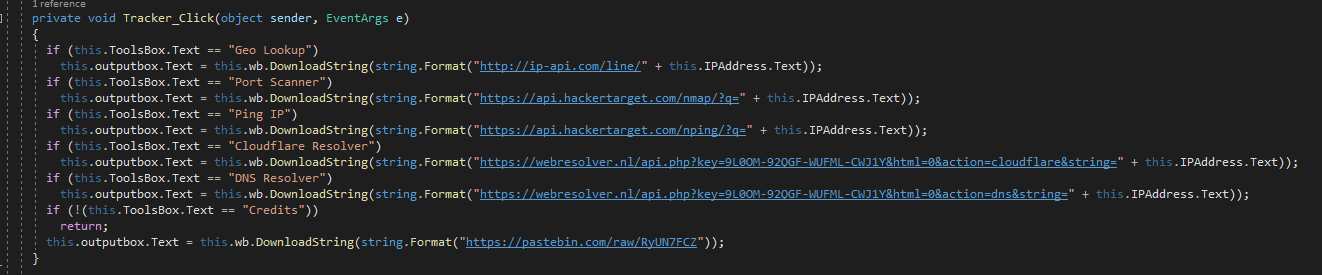 1 reference
private void Tracker_Click(object sender, EventArgs e)
{
if (this.ToolsBox.Text == "Geo Lookup")
this.outputbox.Text = this.wb.DownloadString(string.Format("http://ip-api.com/line/" + this.IPAddress.Text));
if (this.ToolsBox.Text == "Port Scanner")
this.outputbox.Text = this.wb.DownloadString(string.Format("https://api.hackertarget.com/nmap/?q=" + this.IPAddress.Text));
if (this.ToolsBox.Text == "Ping IP")
this.outputbox.Text = this.wb.DownloadString(string.Format("https://api.hackertarget.com/nping/?q=" + this.IPAddress.Text));
if (this.ToolsBox.Text == "Cloudflare Resolver")
this.outputbox.Text = this.wb.DownloadString(string.Format("https://webresolver.nl/api.php?key=9L0OM-92QGF-WUFML-CWJ1Y&html=0&action=cloudflare&string=" + this.IPAddress.Text));
if (this.ToolsBox.Text == "DNS Resolver")
this.outputbox.Text = this.wb.DownloadString(string.Format("https://webresolver.nl/api.php?key=9L0OM-92QGF-WUFML-CWJ1Y&html=0&action=dns&string=" + this.IPAddress.Text));
if (!(this.ToolsBox.Text == "Credits"))
return;
this.outputbox.Text = this.wb.DownloadString(string.Format("https://pastebin.com/raw/RyUN7FCZ"));
}